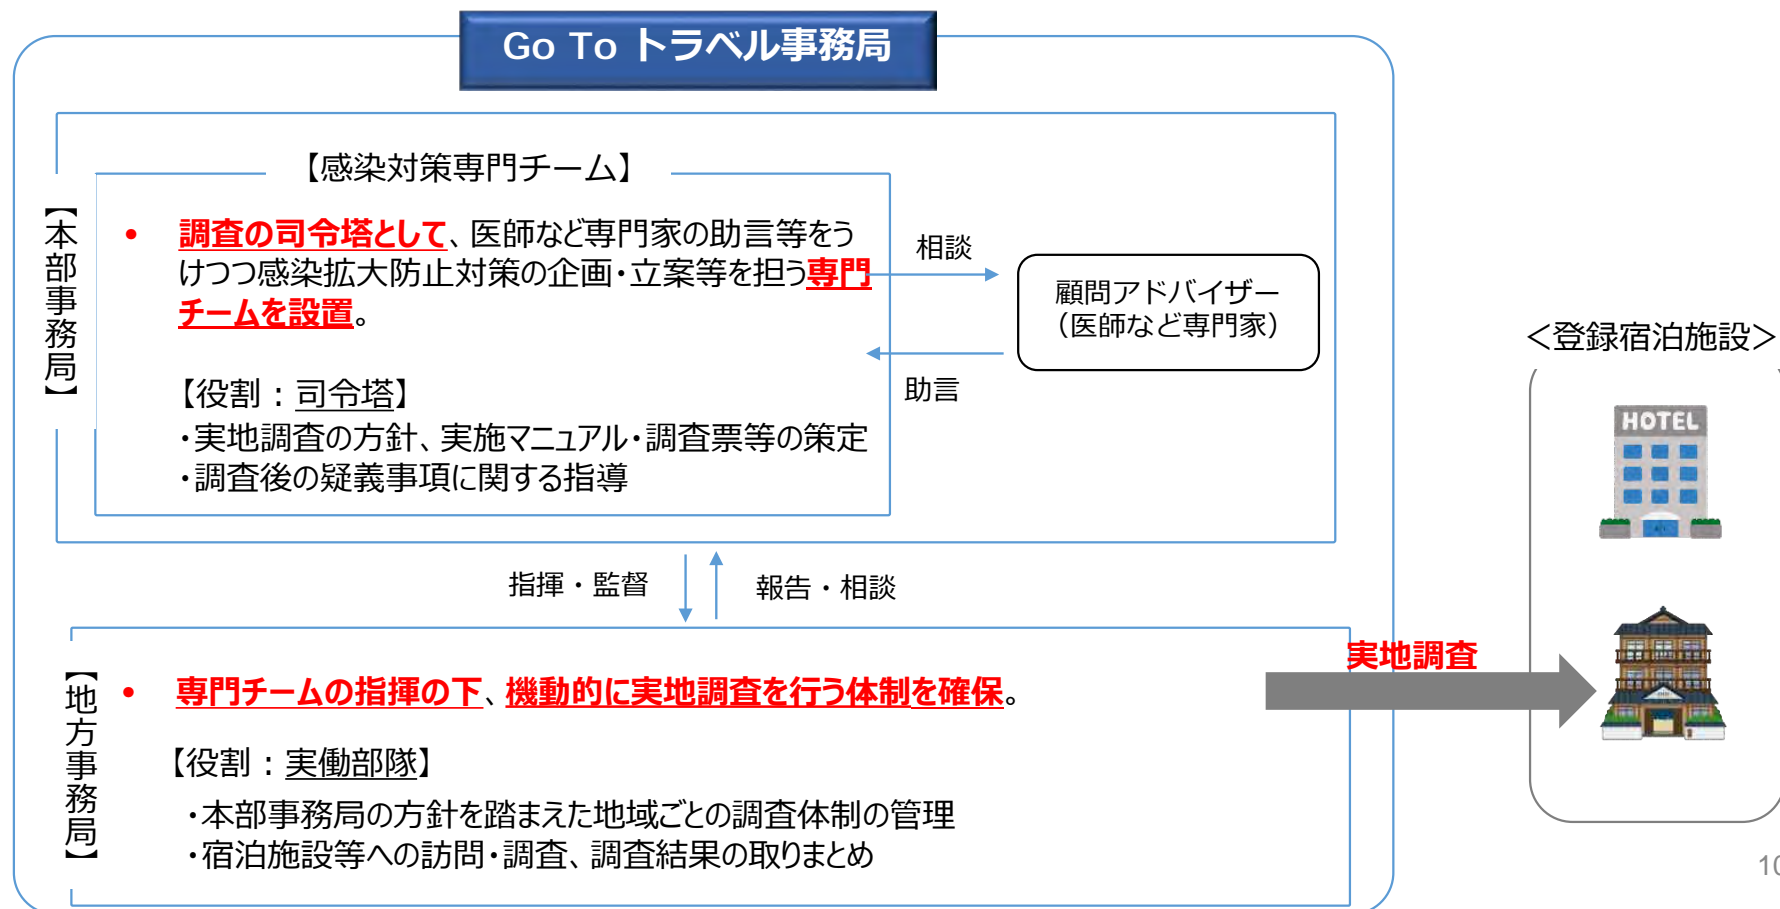 Go To トラベル事務局
【本部事務局】
【感染対策専門チーム】
• 調査の司令塔として、医師など専門家の助言等をう
けつつ感染拡大防止対策の企画・立案等を担う専門
チームを設置。
【役割：司令塔】
・実地調査の方針、実施マニュアル・調査票等の策定
・調査後の疑義事項に関する指導
相談
助言
顧問アドバイザー
（医師など専門家）
指揮・監督
報告・相談
【地方事務局】
• 専門チームの指揮の下、機動的に実地調査を行う体制を確保。
【役割：実働部隊】
・本部事務局の方針を踏まえた地域ごとの調査体制の管理
・宿泊施設等への訪問・調査、調査結果の取りまとめ
実地調査
＜登録宿泊施設＞
HOTEL
10